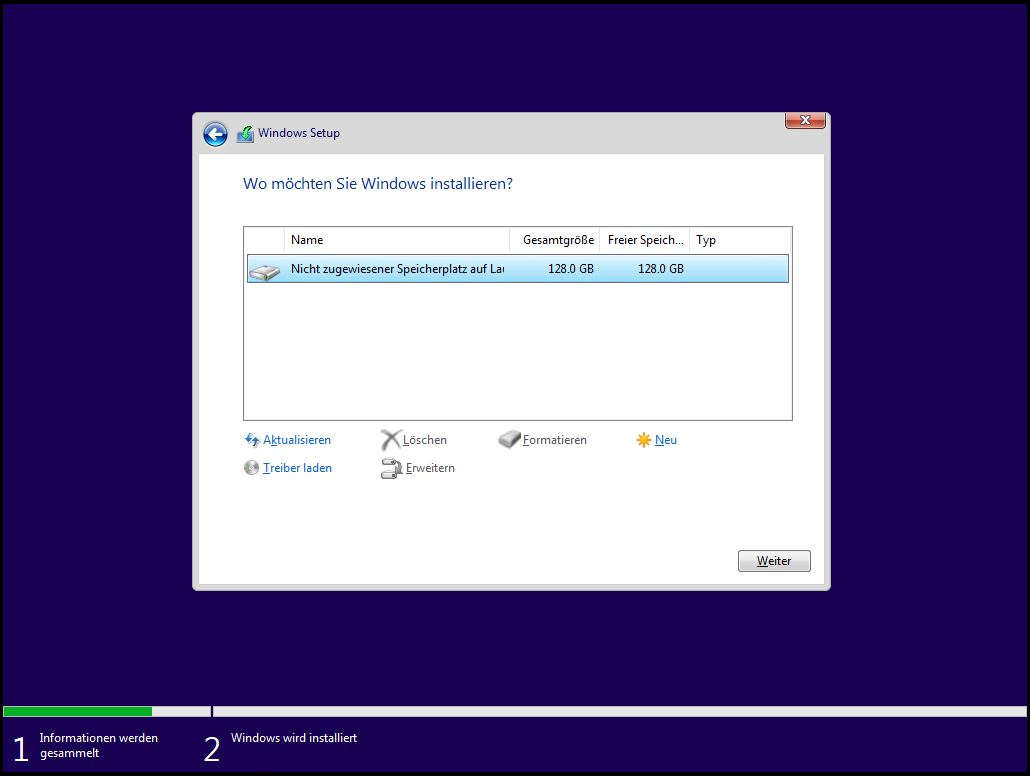 Windows Setup
Wo möchten Sie Windows installieren?
Name Gesamtgröße Freier Speich... Typ
Nicht zugewiesener Speicherplatz auf Lau 128.0 GB 128.0 GB
Aktualisieren Löschen Formatieren Neu
Treiber laden Erweitern
Weiter
1 Informationen werden
gesammelt
2 Windows wird installiert